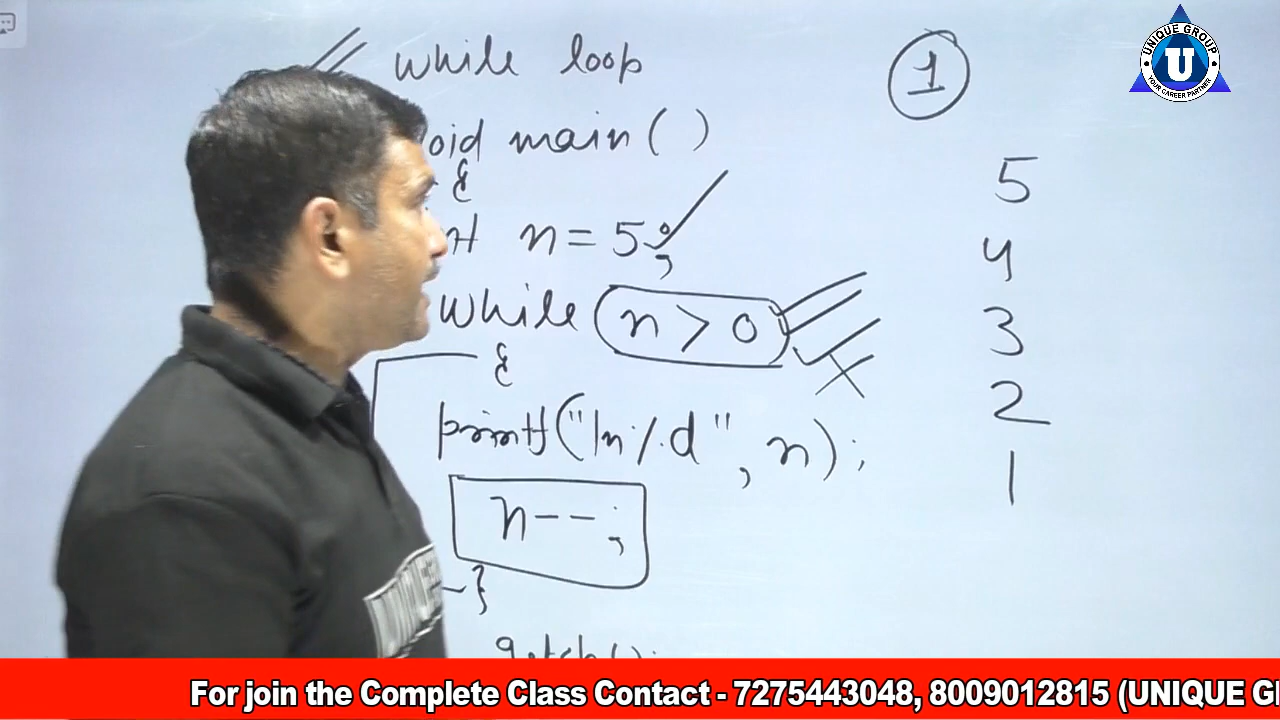 while loop
void main ( )
{
n = 5;
while (n > 0)
{
printf("\n%d", n);
n--;
}
getch();
1
5
4
3
2
1
UNIQUE GROUP
U
YOUR CAREER PARTNER
For join the Complete Class Contact - 7275443048, 8009012815 (UNIQUE G